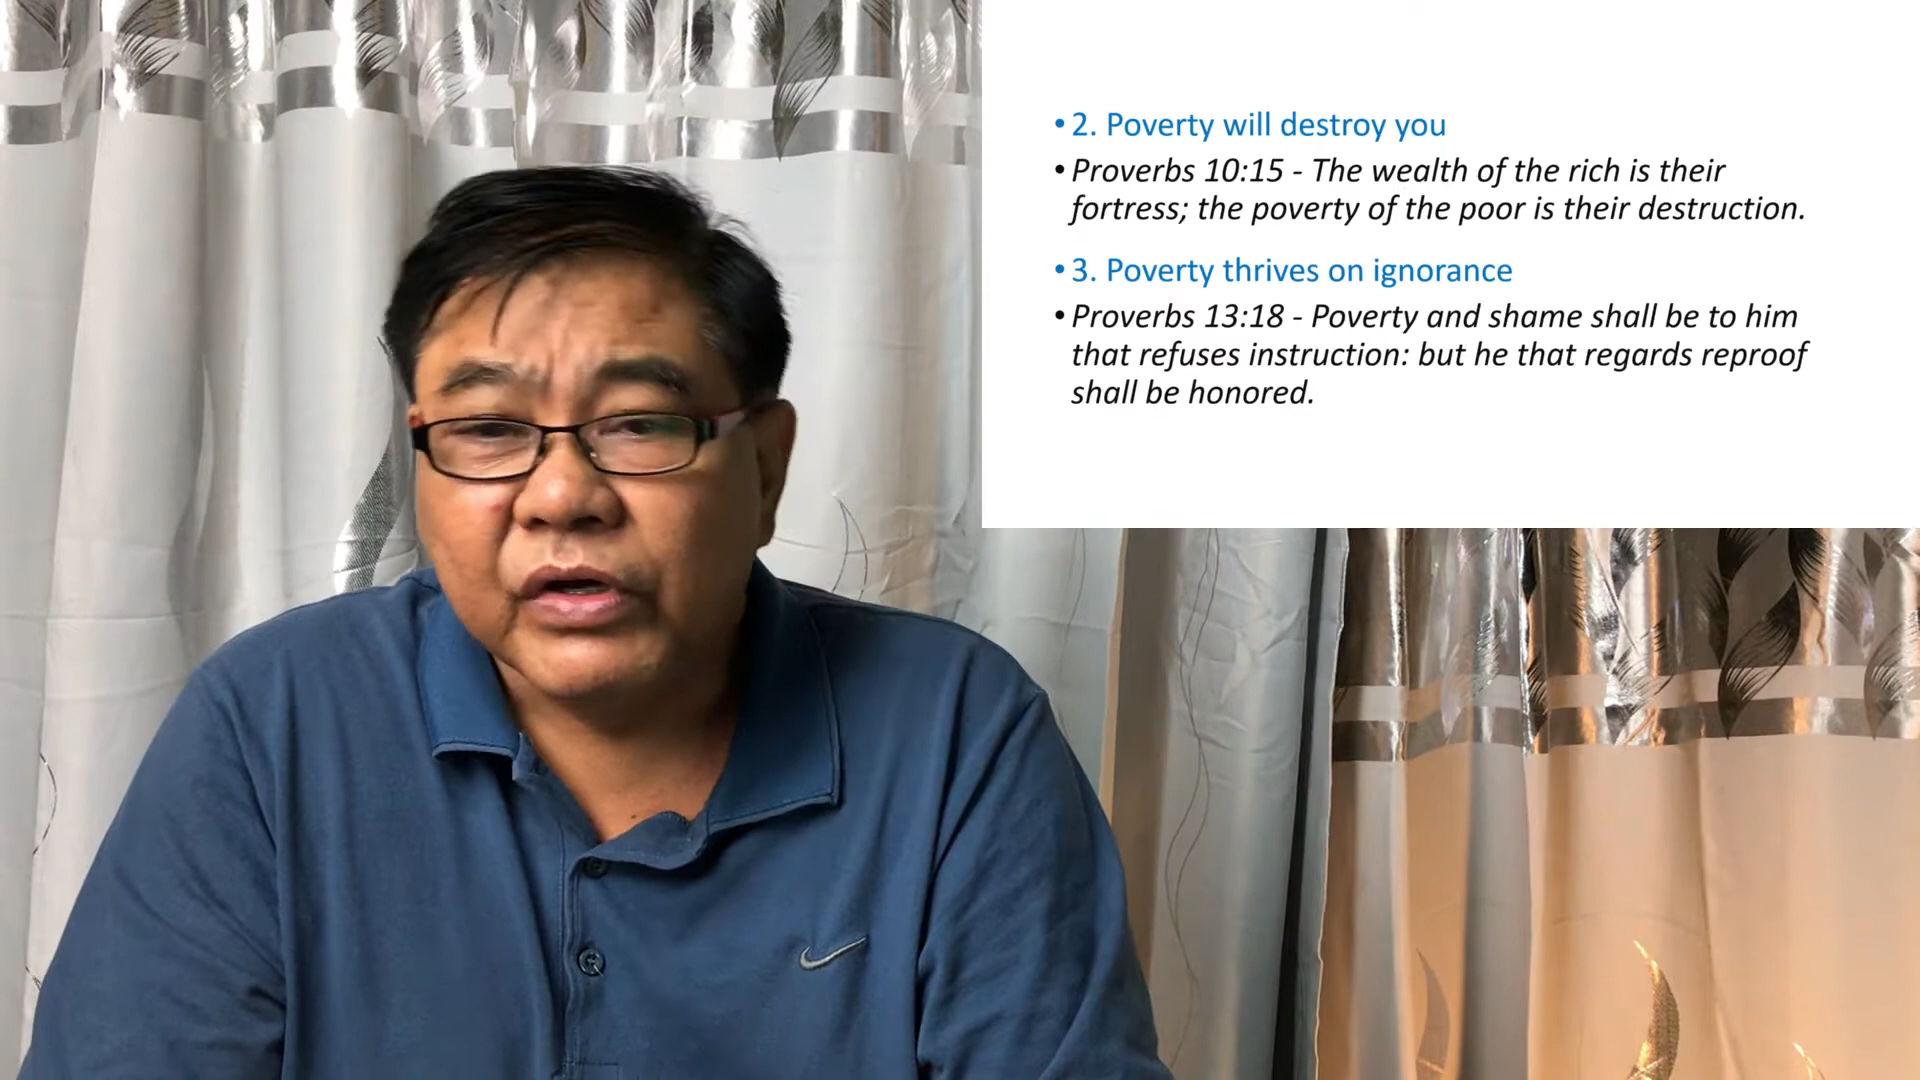 • 2. Poverty will destroy you
• Proverbs 10:15 - The wealth of the rich is their
fortress; the poverty of the poor is their destruction.
• 3. Poverty thrives on ignorance
• Proverbs 13:18 - Poverty and shame shall be to him
that refuses instruction: but he that regards reproof
shall be honored.